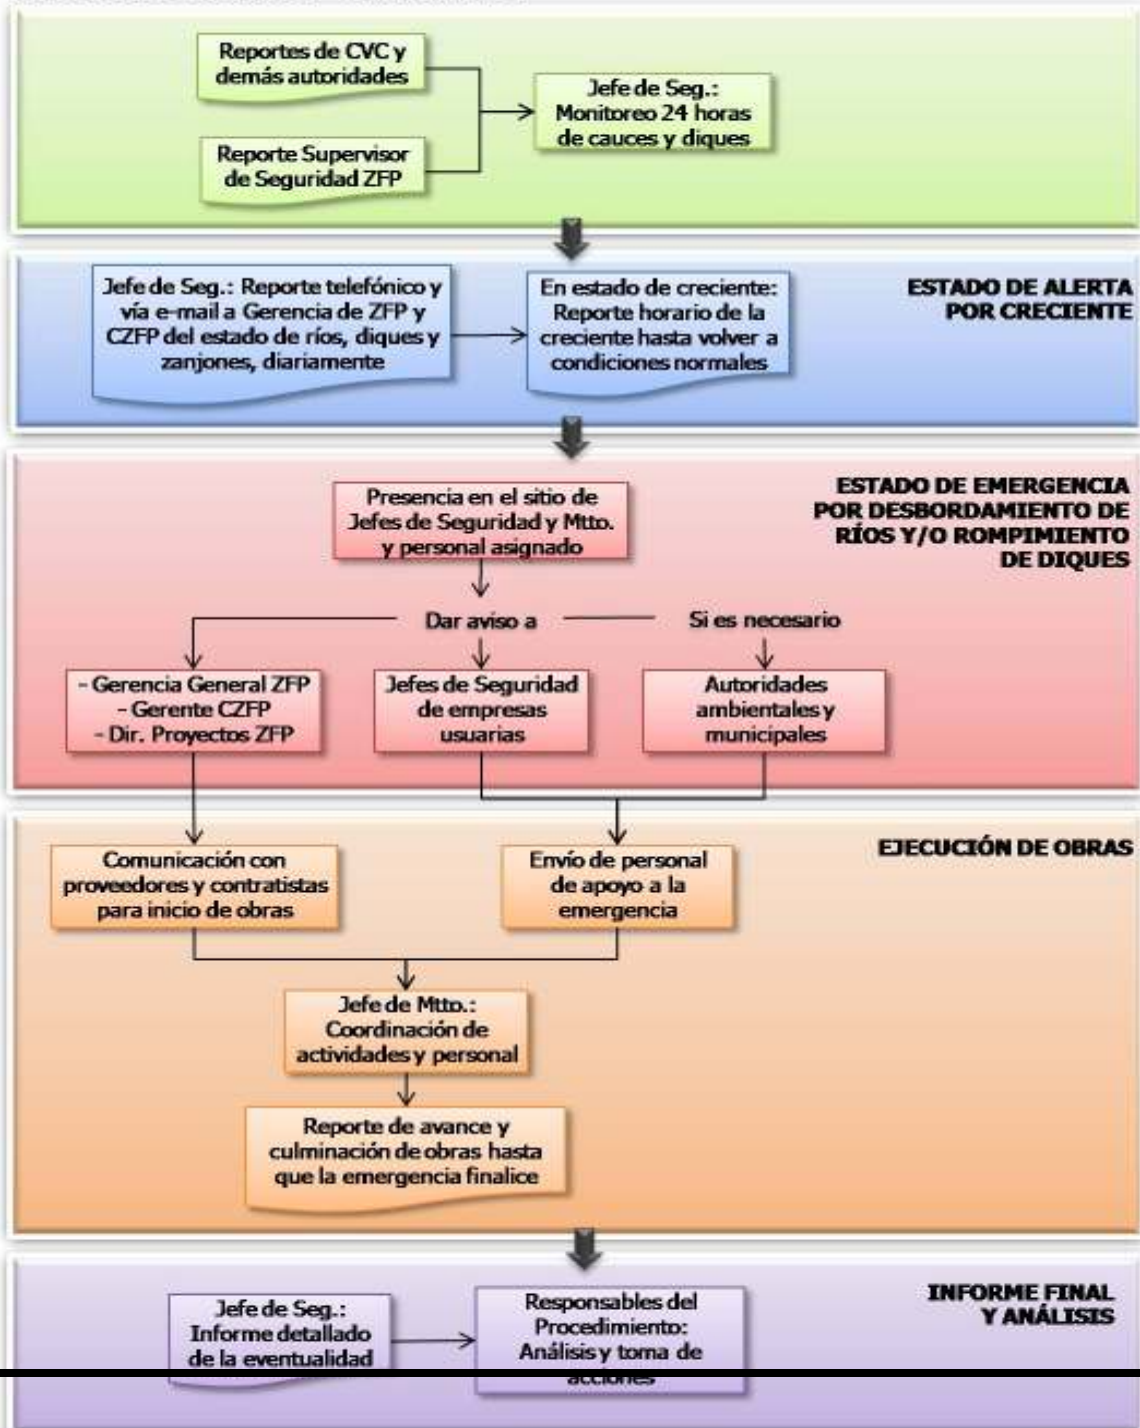 Reportes de CVC y
demás autoridades
Jefe de Seg.:
Monitoreo 24 horas
de cauces y diques
Reporte Supervisor
de Seguridad ZFP
ESTADO DE ALERTA
POR CRECIENTE
Jefe de Seg.: Reporte telefónico y
vía e-mail a Gerencia de ZFP y
CZFP del estado de ríos, diques y
zanjones, diariamente
En estado de creciente:
Reporte horario de la
creciente hasta volver a
condiciones normales
ESTADO DE EMERGENCIA
POR DESBORDAMIENTO DE
RÍOS Y/O ROMPIMIENTO
DE DIQUES
Presencia en el sitio de
Jefes de Seguridad y Mtto.
y personal asignado
Dar aviso a
Si es necesario
- Gerencia General ZFP
- Gerente CZFP
- Dir. Proyectos ZFP
Jefes de Seguridad
de empresas
usuarias
Autoridades
ambientales y
municipales
EJECUCIÓN DE OBRAS
Comunicación con
proveedores y contratistas
para inicio de obras
Envío de personal
de apoyo a la
emergencia
Jefe de Mtto.:
Coordinación de
actividades y personal
Reporte de avance y
culminación de obras hasta
que la emergencia finalice
INFORME FINAL
Y ANÁLISIS
Jefe de Seg.:
Informe detallado
de la eventualidad
Responsables del
Procedimiento:
Análisis y toma de
acciones